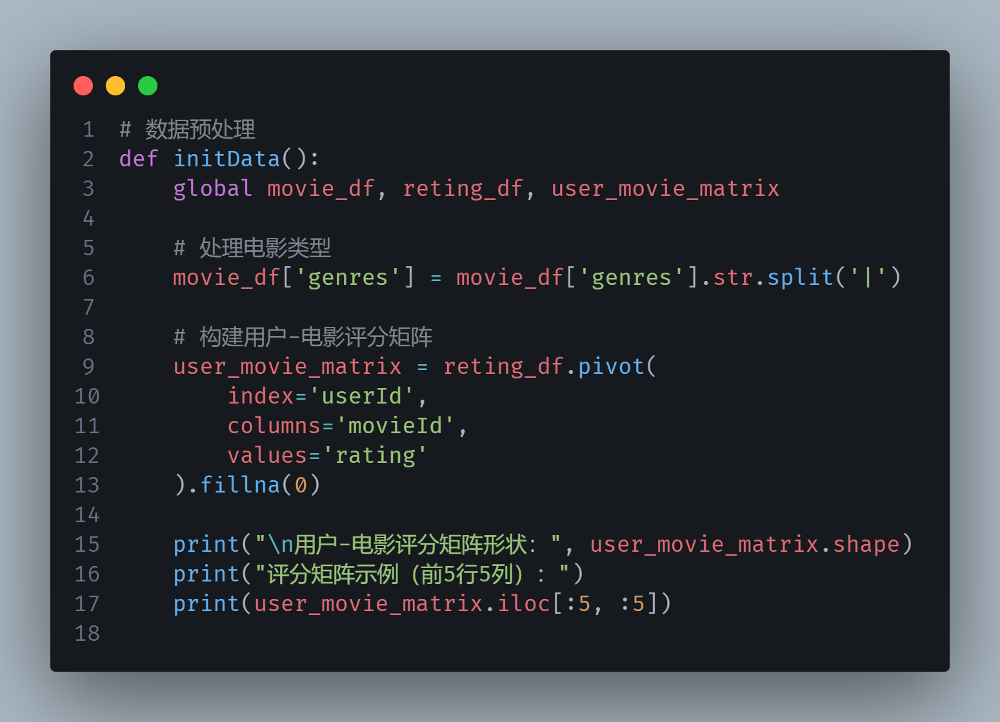 1 # 数据预处理
2 def initData():
3     global movie_df, reting_df, user_movie_matrix
4
5     # 处理电影类型
6     movie_df['genres'] = movie_df['genres'].str.split('|')
7
8     # 构建用户-电影评分矩阵
9     user_movie_matrix = reting_df.pivot(
10         index='userId',
11         columns='movieId',
12         values='rating'
13     ).fillna(0)
14
15     print("\n用户-电影评分矩阵形状：", user_movie_matrix.shape)
16     print("评分矩阵示例（前5行5列）：")
17     print(user_movie_matrix.iloc[:5, :5])
18